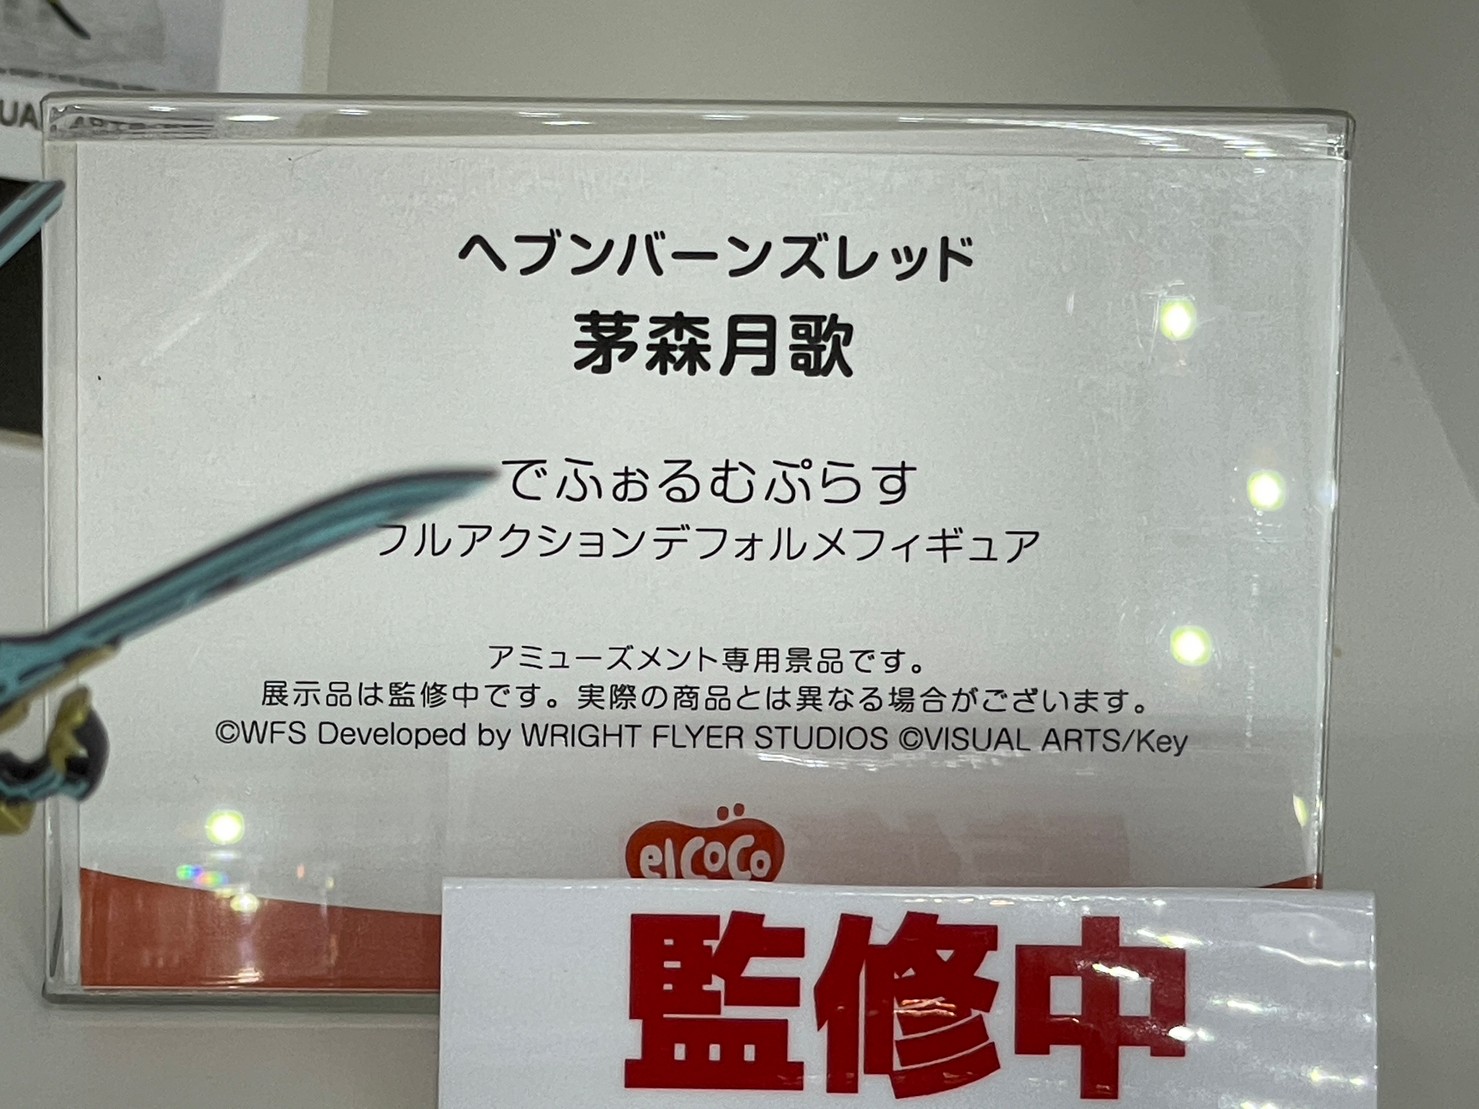 ヘブンバーンズレッド
茅森月歌
でふぉるむぷらす
フルアクションデフォルメフィギュア
アミューズメント専用景品です。
展示品は監修中です。実際の商品とは異なる場合がございます。
©WFS Developed by WRIGHT FLYER STUDIOS ©VISUAL ARTS/Key
elcoco
監修中